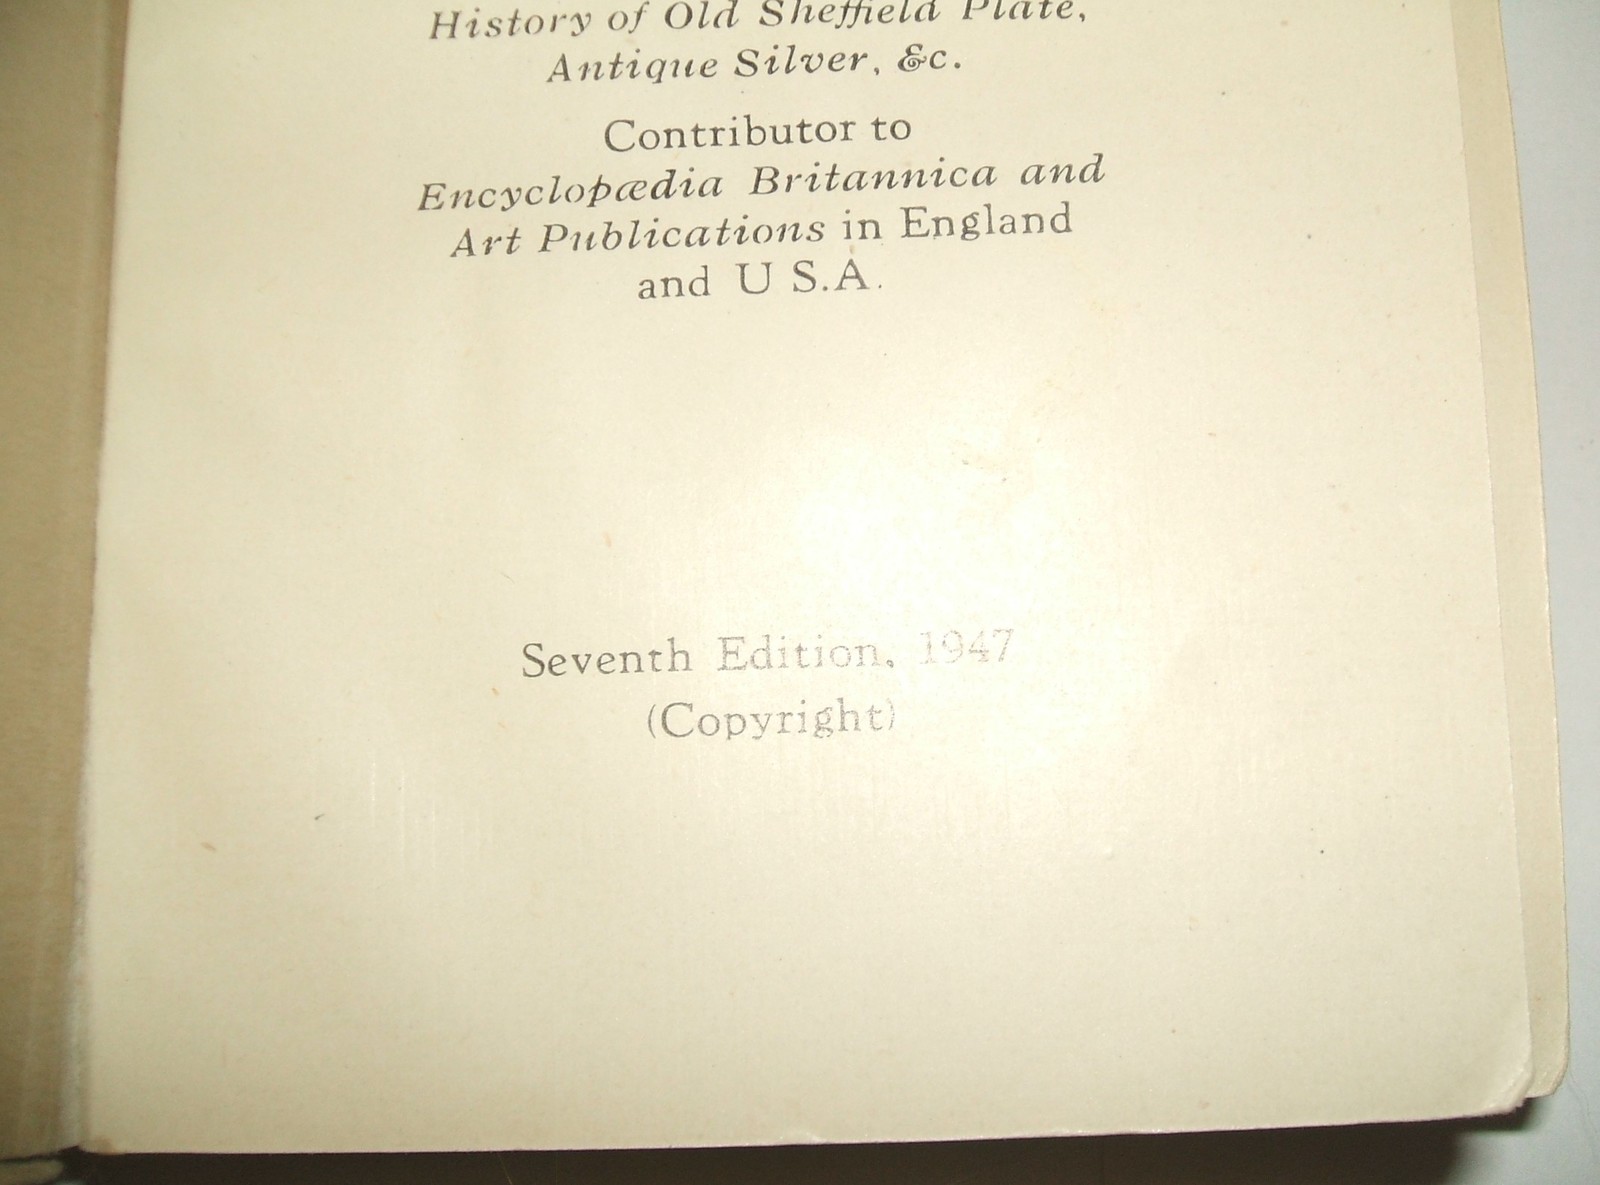 History of Old Sheffield Plate,
Antique Silver, &c.
Contributor to
Encyclopædia Britannica and
Art Publications in England
and U S.A.
Seventh Edition, 1947
(Copyright)